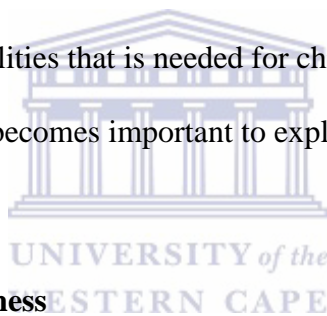 lities that is needed for ch
becomes important to expl
UNIVERSITY of the
ness
WESTERN CAPE